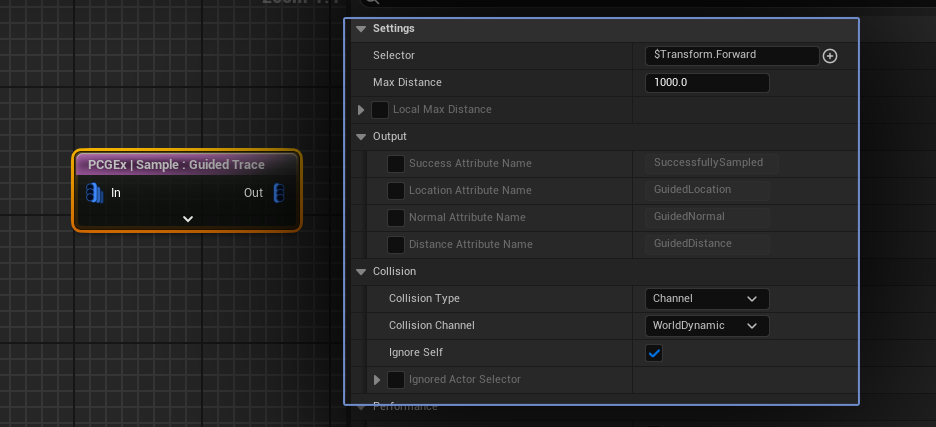 Settings
Selector $Transform.Forward
Max Distance 1000.0
Local Max Distance
Output
PCGEx | Sample : Guided Trace
Success Attribute Name SuccessfullySampled
In Out
Location Attribute Name GuidedLocation
Normal Attribute Name GuidedNormal
Distance Attribute Name GuidedDistance
Collision
Collision Type Channel
Collision Channel WorldDynamic
Ignore Self
Ignored Actor Selector
Performance